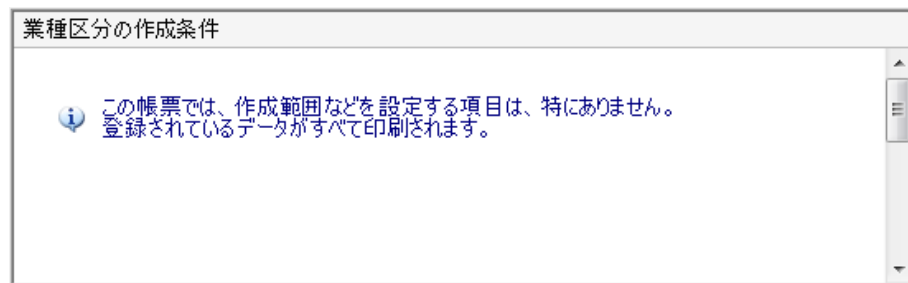 業種区分の作成条件
この帳票では、作成範囲などを設定する項目は、特にありません。
登録されているデータがすべて印刷されます。